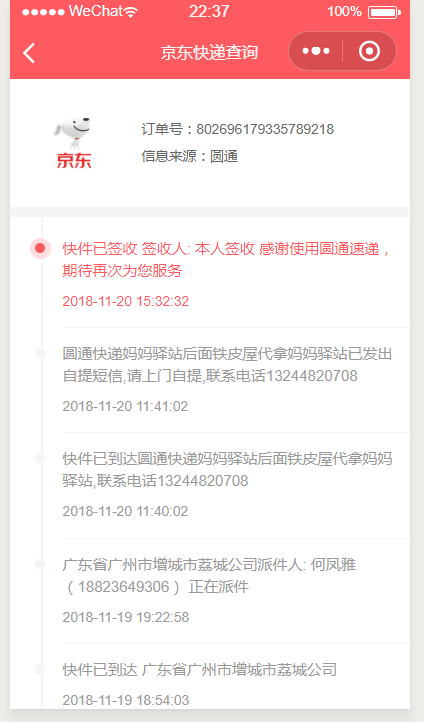 ●●●●● WeChat 22:37 100%
京东快递查询
京东
订单号：802696179335789218
信息来源：圆通
快件已签收 签收人: 本人签收 感谢使用圆通速递，
期待再次为您服务
2018-11-20 15:32:32
圆通快递妈妈驿站后面铁皮屋代拿妈妈驿站已发出
自提短信,请上门自提,联系电话13244820708
2018-11-20 11:41:02
快件已到达圆通快递妈妈驿站后面铁皮屋代拿妈妈
驿站,联系电话13244820708
2018-11-20 11:40:02
广东省广州市增城市荔城公司派件人: 何凤雅
（ 18823649306 ） 正在派件
2018-11-19 19:22:58
快件已到达 广东省广州市增城市荔城公司
2018-11-19 18:54:03